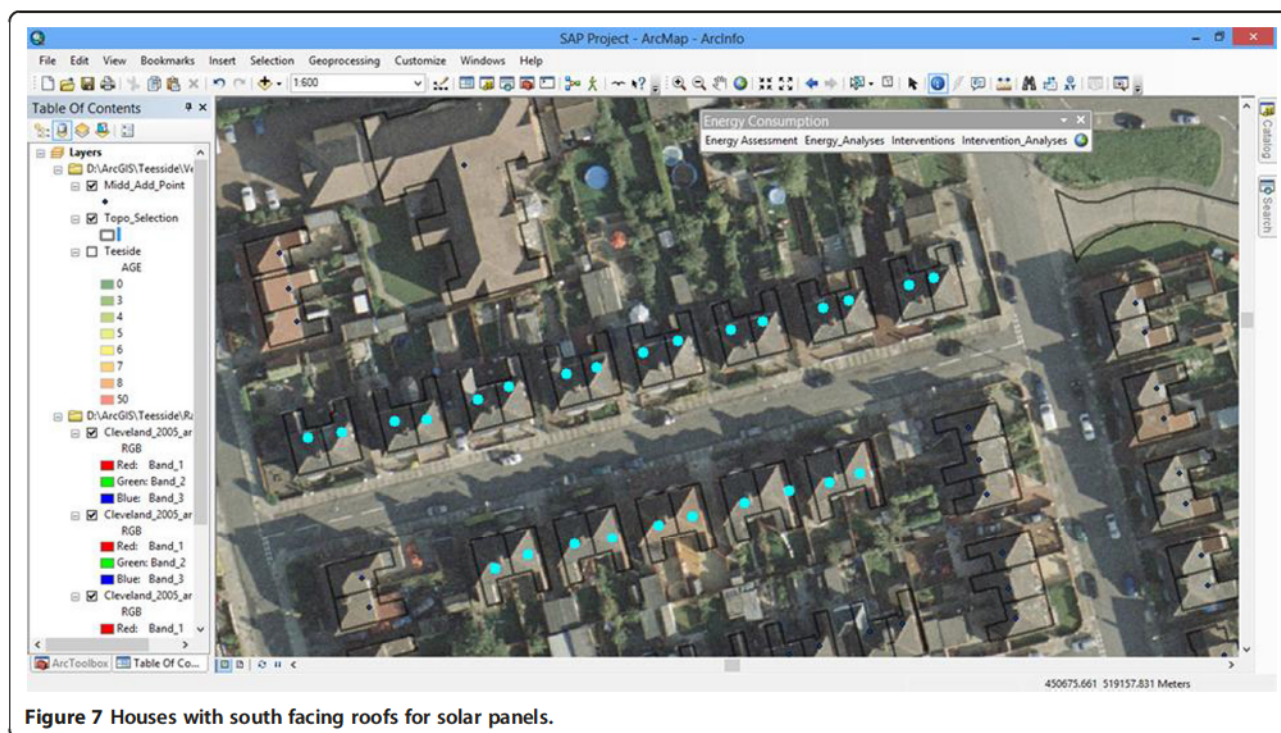 SAP Project - ArcMap - ArcInfo
File Edit View Bookmarks Insert Selection Geoprocessing Customize Windows Help
1:600
Table Of Contents
Layers
D:\ArcGIS\Teesside\Ve
Midd_Add_Point
Topo_Selection
Teeside
AGE
0
3
4
5
6
7
8
50
D:\ArcGIS\Teesside\Ra
Cleveland_2005_ar
RGB
Red: Band_1
Green: Band_2
Blue: Band_3
Cleveland_2005_ar
RGB
Red: Band_1
Green: Band_2
Blue: Band_3
Cleveland_2005_ar
RGB
Red: Band_1
ArcToolbox Table Of Co...
Energy Consumption
Energy Assessment Energy_Analyses Interventions Intervention_Analyses
Catalog
Search
450675.661 519157.831 Meters
Figure 7 Houses with south facing roofs for solar panels.